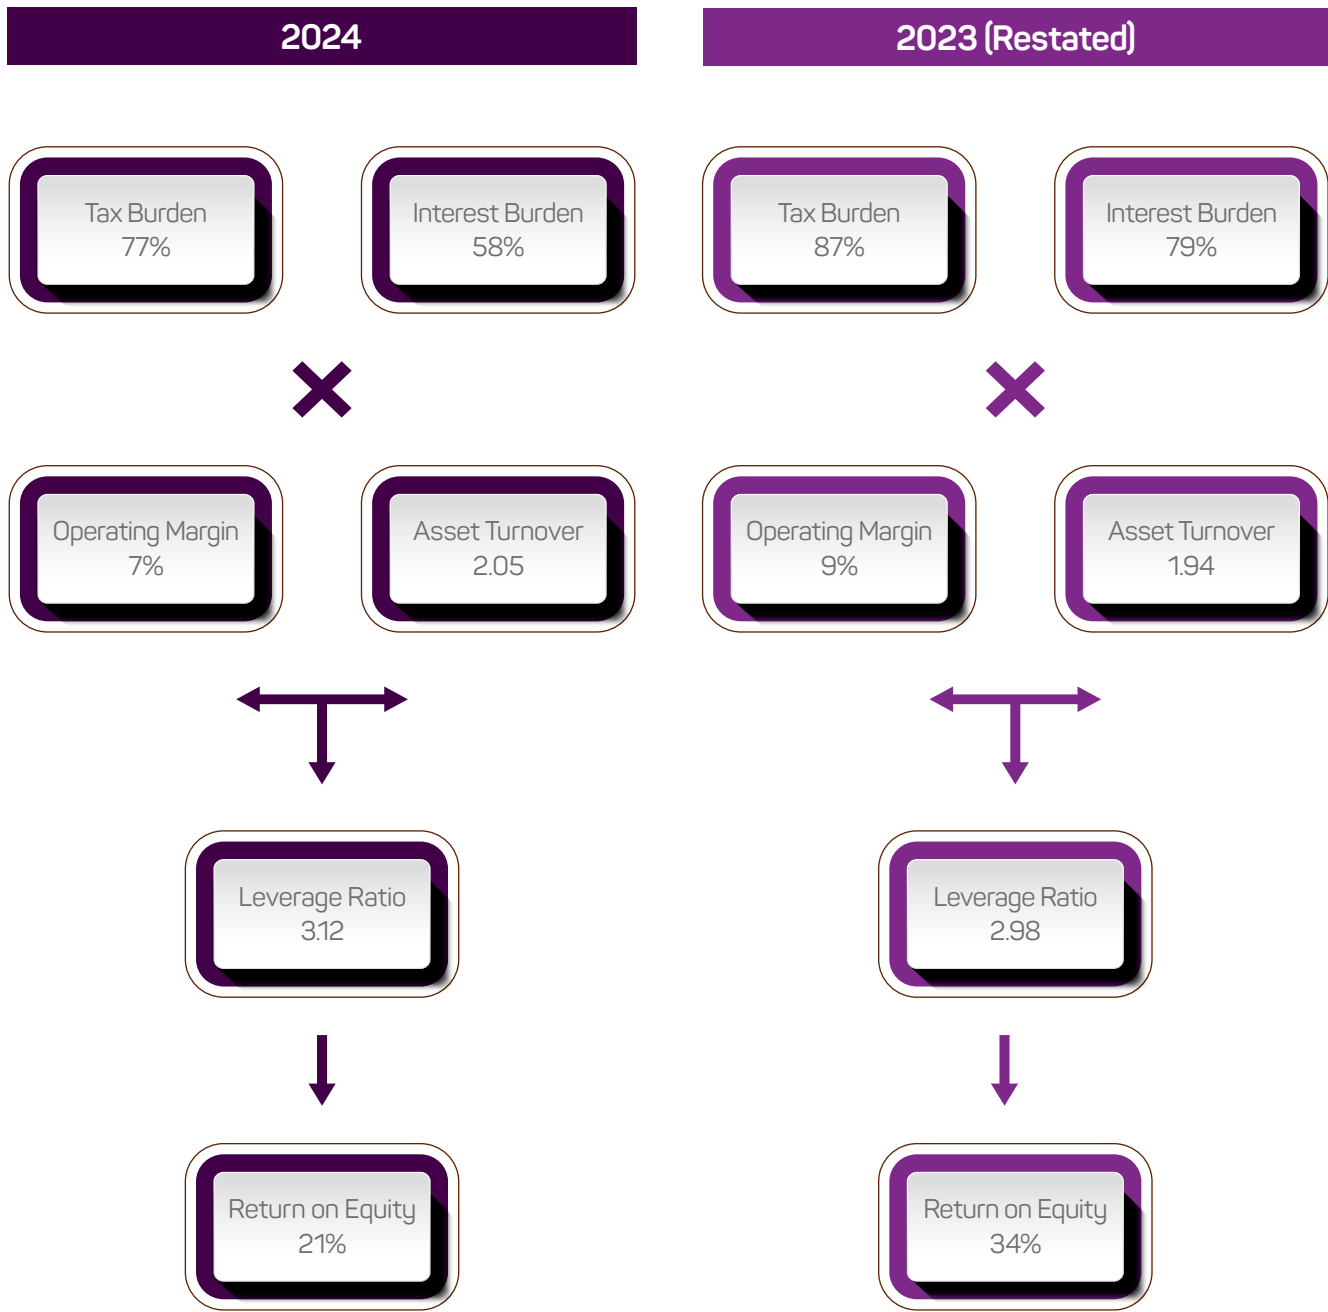 2024
Tax Burden
77%
Interest Burden
58%
Operating Margin
7%
Asset Turnover
2.05
Leverage Ratio
3.12
Return on Equity
21%
2023 (Restated)
Tax Burden
87%
Interest Burden
79%
Operating Margin
9%
Asset Turnover
1.94
Leverage Ratio
2.98
Return on Equity
34%